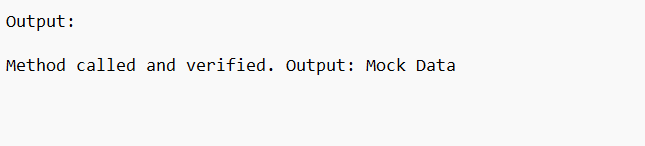 Output:
Method called and verified. Output: Mock Data